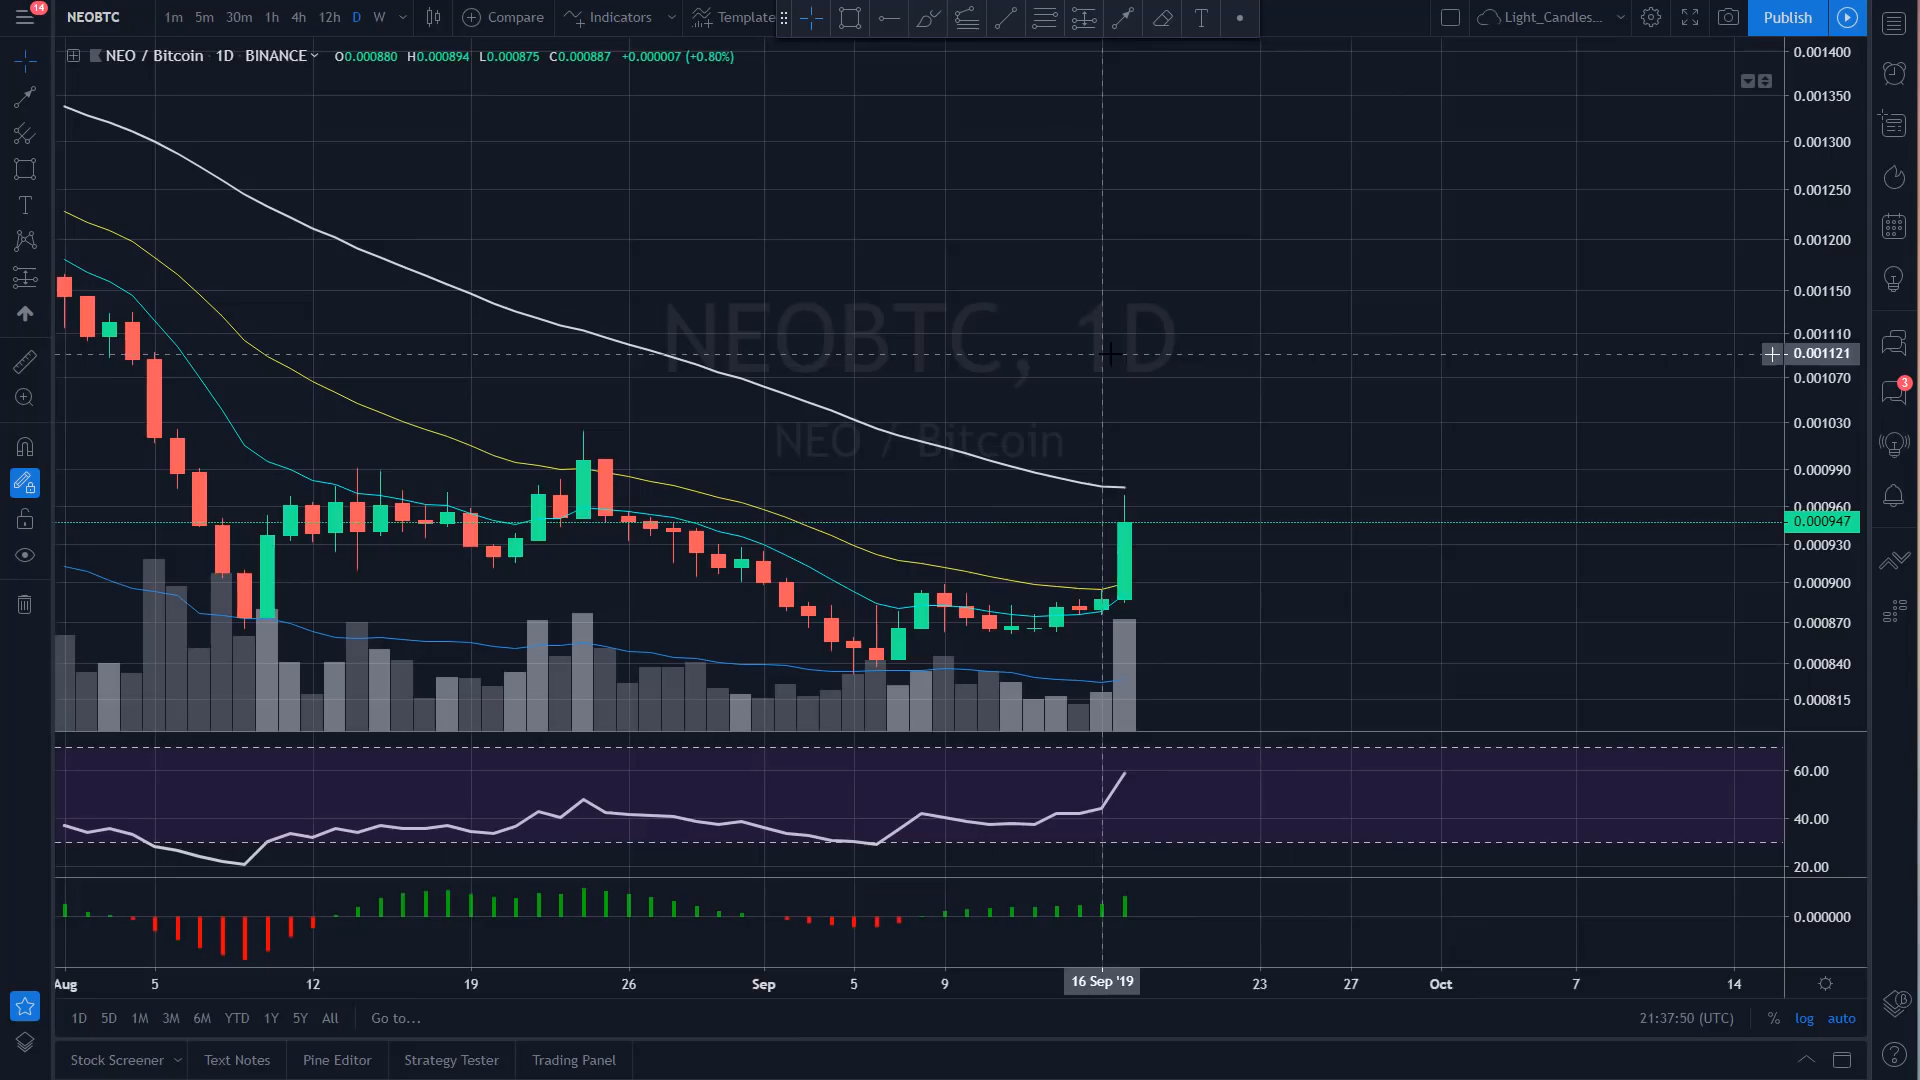 14
NEOBTC
1m 5m 30m 1h 4h 12h D W
Compare
Indicators
Template
Light_Candles...
Publish
NEO / Bitcoin 1D BINANCE O0.000880 H0.000894 L0.000875 C0.000887 +0.000007 (+0.80%)
NEOBTC, 1D
NEO / Bitcoin
0.001400
0.001350
0.001300
0.001250
0.001200
0.001150
0.001110
0.001121
0.001070
0.001030
0.000990
0.000960
0.000947
0.000930
0.000900
0.000870
0.000840
0.000815
60.00
40.00
20.00
0.000000
3
Aug 5 12 19 26 Sep 5 9 16 Sep '19 23 27 Oct 7 14
1D 5D 1M 3M 6M YTD 1Y 5Y All Go to...
21:37:50 (UTC) % log auto
Stock Screener Text Notes Pine Editor Strategy Tester Trading Panel